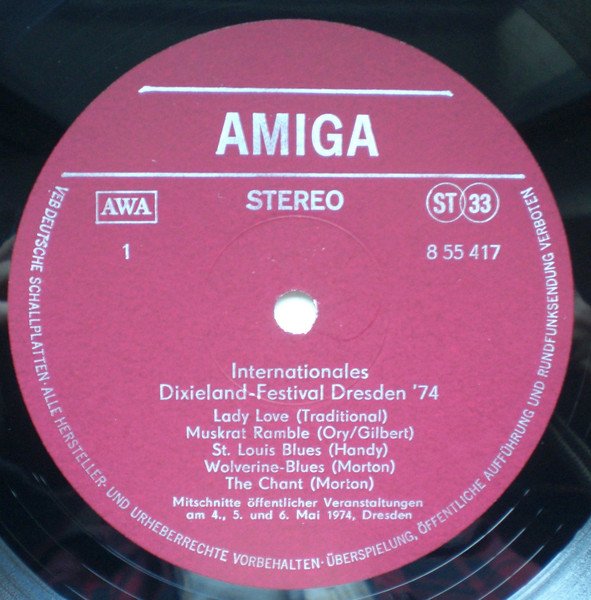 AMIGA
AWA
STEREO
ST 33
1
8 55 417
Internationales
Dixieland-Festival Dresden '74
Lady Love (Traditional)
Muskrat Ramble (Ory/Gilbert)
St. Louis Blues (Handy)
Wolverine-Blues (Morton)
The Chant (Morton)
Mitschnitte öffentlicher Veranstaltungen
am 4., 5. und 6. Mai 1974, Dresden
VEB DEUTSCHE SCHALLPLATTEN · ALLE HERSTELLER- UND URHEBERRECHTE VORBEHALTEN · ÜBERSPIELUNG, ÖFFENTLICHE AUFFÜHRUNG UND RUNDFUNKSENDUNG VERBOTEN